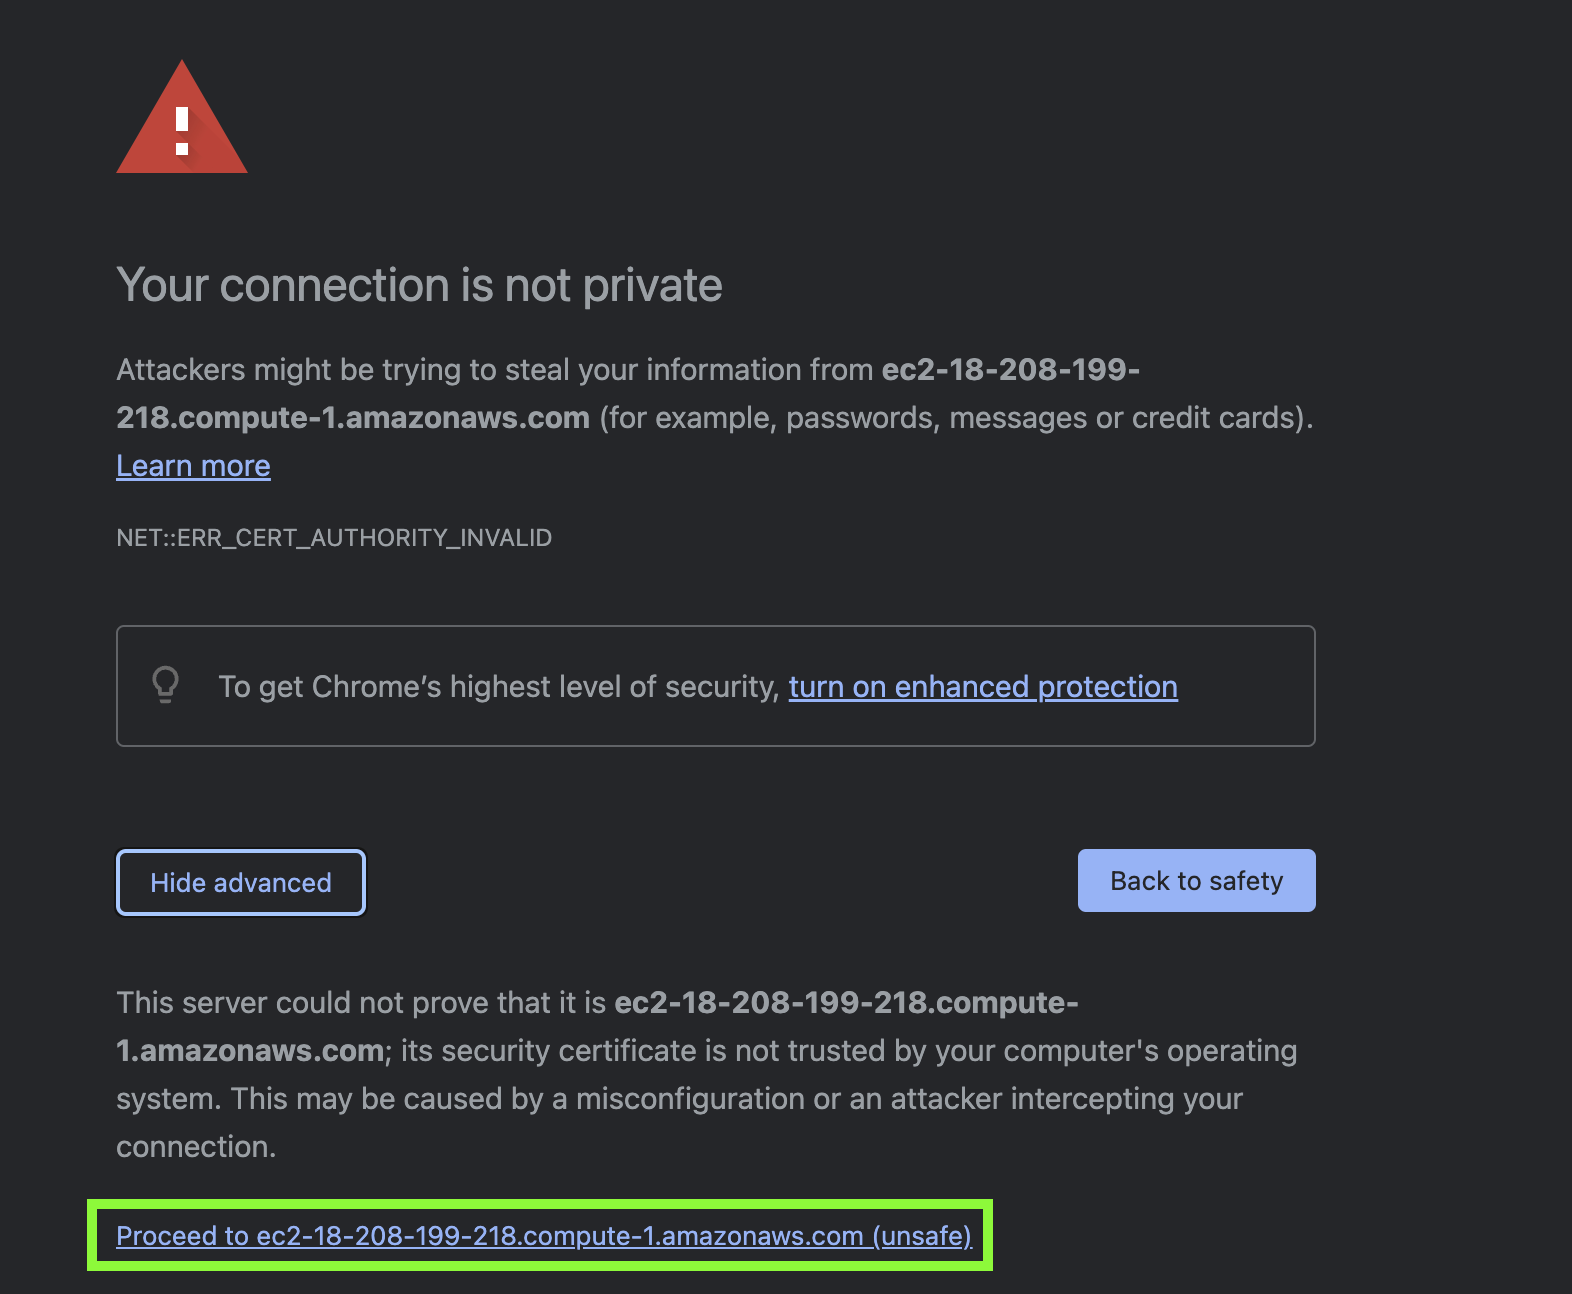 Your connection is not private
Attackers might be trying to steal your information from ec2-18-208-199-
218.compute-1.amazonaws.com (for example, passwords, messages or credit cards).
Learn more
NET::ERR_CERT_AUTHORITY_INVALID
To get Chrome’s highest level of security, turn on enhanced protection
Hide advanced
Back to safety
This server could not prove that it is ec2-18-208-199-218.compute-
1.amazonaws.com; its security certificate is not trusted by your computer's operating
system. This may be caused by a misconfiguration or an attacker intercepting your
connection.
Proceed to ec2-18-208-199-218.compute-1.amazonaws.com (unsafe)